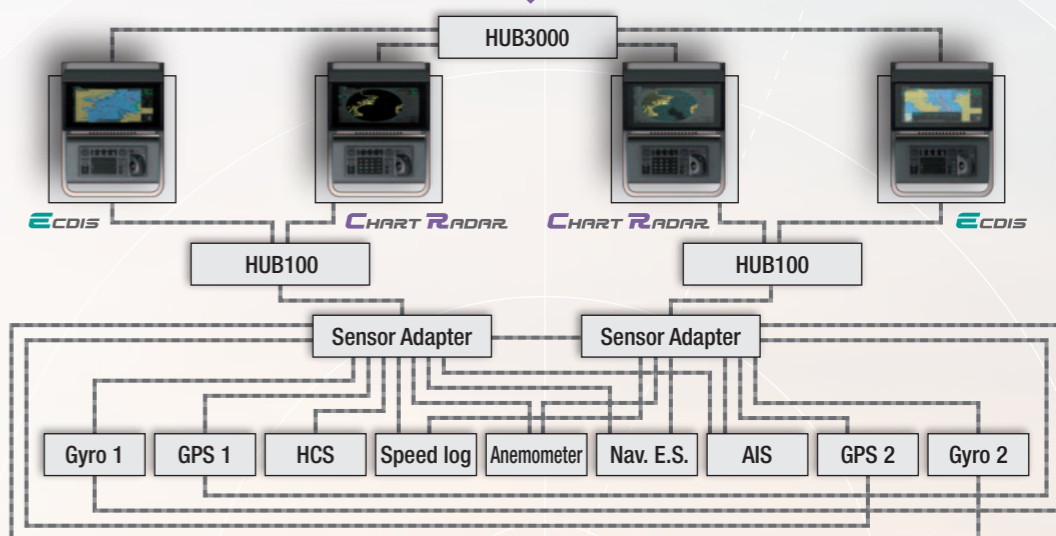 HUB3000
ECDIS
CHART RADAR
CHART RADAR
ECDIS
HUB100
HUB100
Sensor Adapter
Sensor Adapter
Gyro 1
GPS 1
HCS
Speed log
Anemometer
Nav. E.S.
AIS
GPS 2
Gyro 2